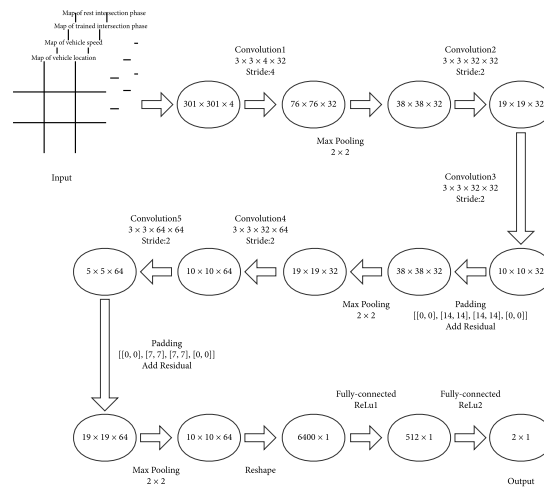 Map of rest intersection phase
Map of trained intersection phase
Map of vehicle speed
Map of vehicle location
Input
301 × 301 × 4
Convolution1
3 × 3 × 4 × 32
Stride:4
76 × 76 × 32
Max Pooling
2 × 2
38 × 38 × 32
Convolution2
3 × 3 × 32 × 32
Stride:2
19 × 19 × 32
Convolution3
3 × 3 × 32 × 32
Stride:2
10 × 10 × 32
Padding
[[0, 0], [14, 14], [14, 14], [0, 0]]
Add Residual
38 × 38 × 32
Max Pooling
2 × 2
19 × 19 × 32
Convolution4
3 × 3 × 32 × 64
Stride:2
10 × 10 × 64
Convolution5
3 × 3 × 64 × 64
Stride:2
5 × 5 × 64
Padding
[[0, 0], [7, 7], [7, 7], [0, 0]]
Add Residual
19 × 19 × 64
Max Pooling
2 × 2
10 × 10 × 64
Reshape
6400 × 1
Fully-connected
ReLu1
512 × 1
Fully-connected
ReLu2
2 × 1
Output